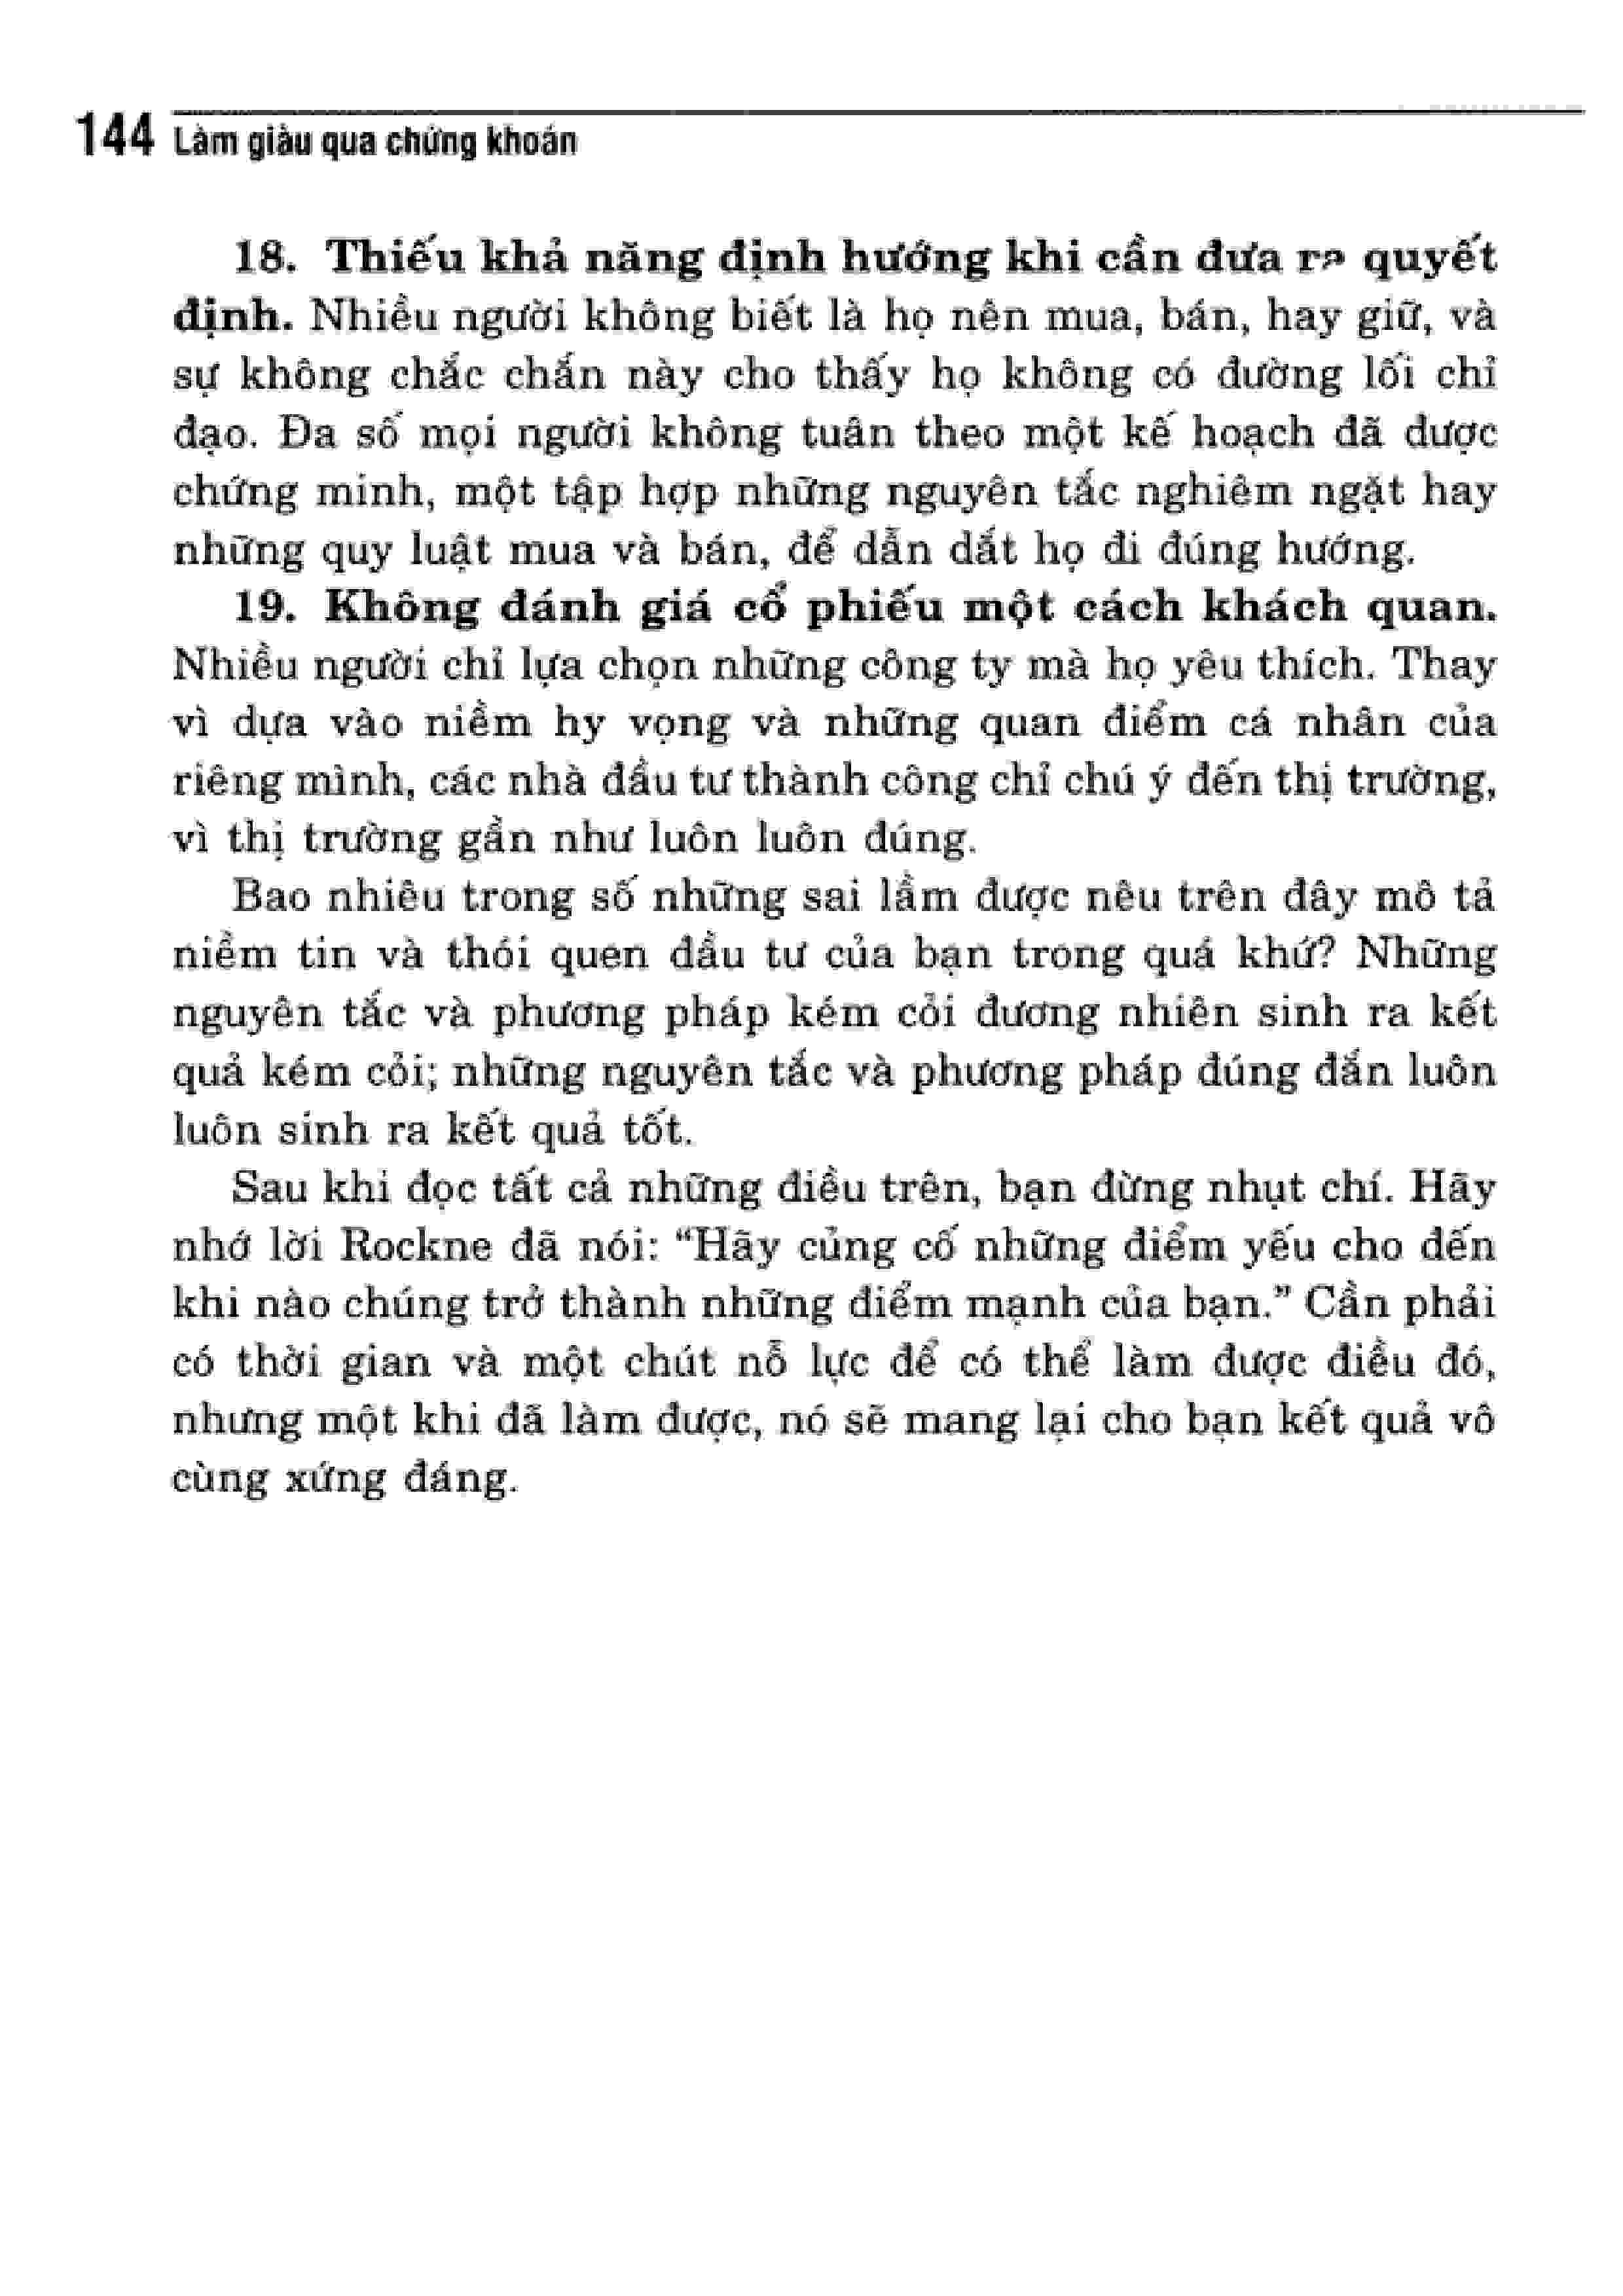 144 Làm giàu qua chứng khoán
18. Thiếu khả năng định hướng khi cần đưa ra quyết
định. Nhiều người không biết là họ nên mua, bán, hay giữ, và
sự không chắc chắn này cho thấy họ không có đường lối chỉ
đạo. Đa số mọi người không tuân theo một kế hoạch đã được
chứng minh, một tập hợp những nguyên tắc nghiêm ngặt hay
những quy luật mua và bán, để dẫn dắt họ đi đúng hướng.
19. Không đánh giá cổ phiếu một cách khách quan.
Nhiều người chỉ lựa chọn những công ty mà họ yêu thích. Thay
vì dựa vào niềm hy vọng và những quan điểm cá nhân của
riêng mình, các nhà đầu tư thành công chỉ chú ý đến thị trường,
vì thị trường gần như luôn luôn đúng.
Bao nhiêu trong số những sai lầm được nêu trên đây mô tả
niềm tin và thói quen đầu tư của bạn trong quá khứ? Những
nguyên tắc và phương pháp kém cỏi đương nhiên sinh ra kết
quả kém cỏi; những nguyên tắc và phương pháp đúng đắn luôn
luôn sinh ra kết quả tốt.
Sau khi đọc tất cả những điều trên, bạn đừng nhụt chí. Hãy
nhớ lời Rockne đã nói: “Hãy củng cố những điểm yếu cho đến
khi nào chúng trở thành những điểm mạnh của bạn.” Cần phải
có thời gian và một chút nỗ lực để có thể làm được điều đó,
nhưng một khi đã làm được, nó sẽ mang lại cho bạn kết quả vô
cùng xứng đáng.